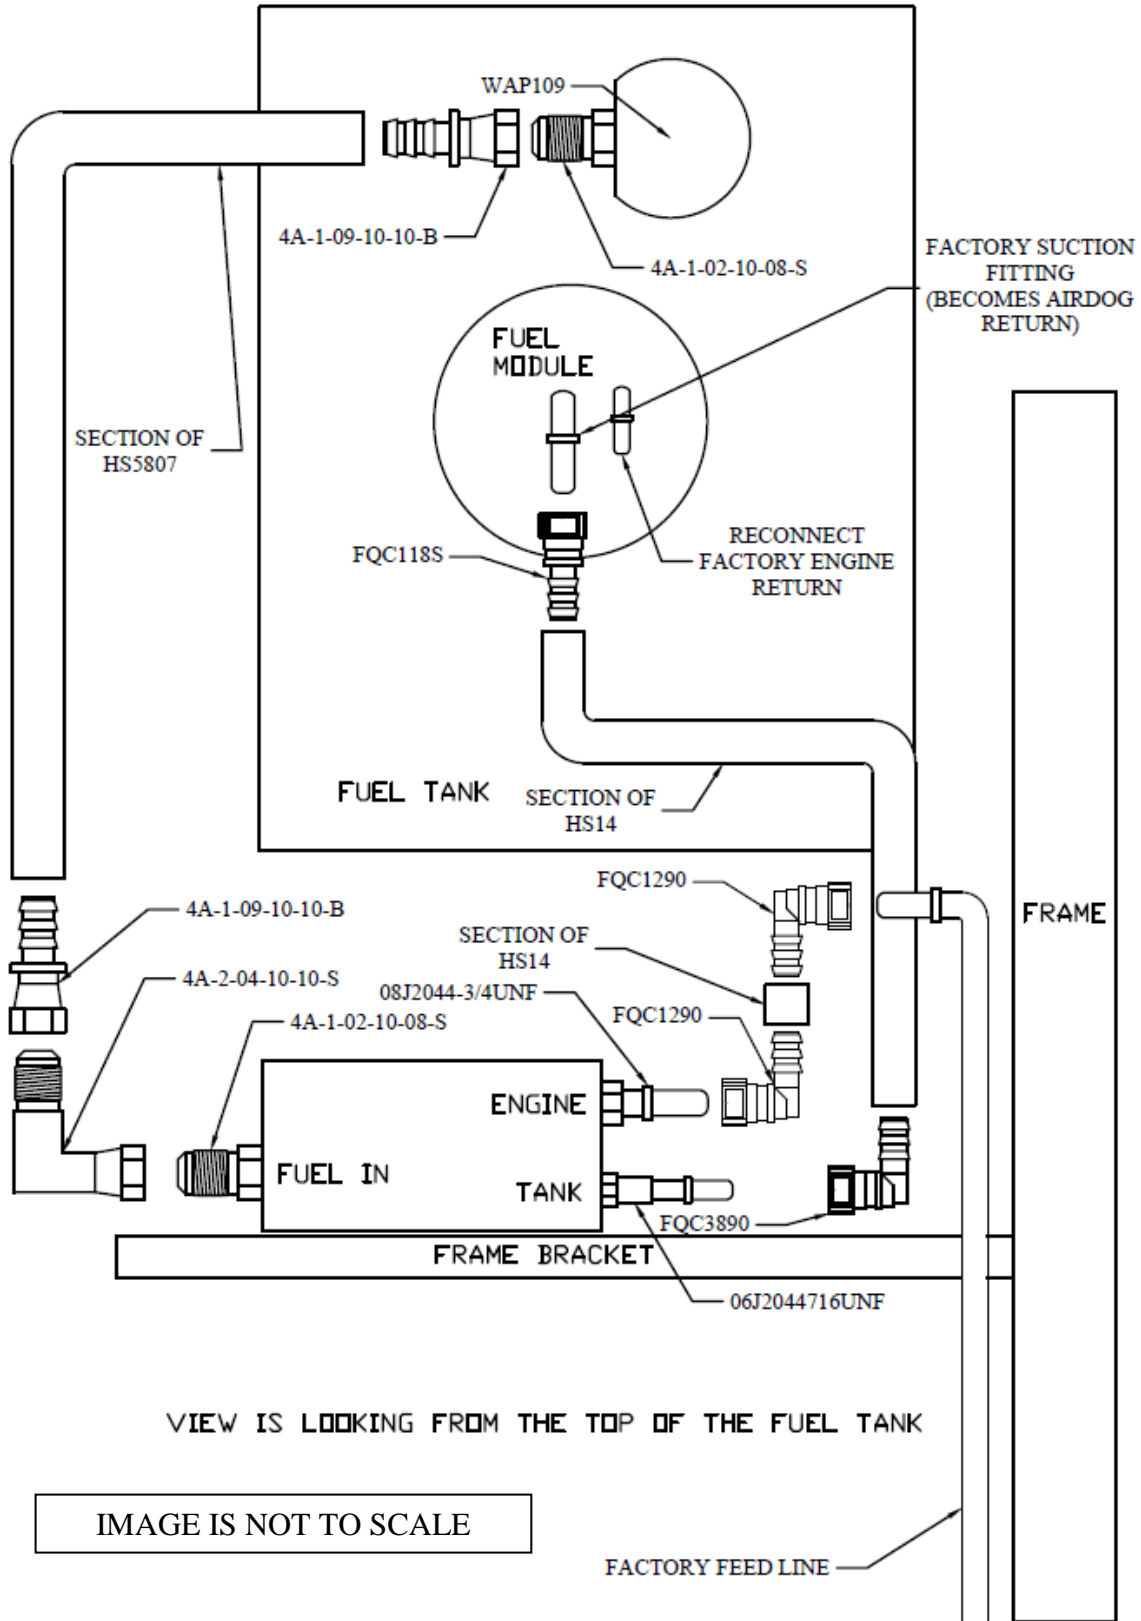 WAP109
4A-1-09-10-10-B
4A-1-02-10-08-S
FACTORY SUCTION
FITTING
(BECOMES AIRDOG
RETURN)
FUEL
MODULE
SECTION OF
HS5807
FQC118S
RECONNECT
FACTORY ENGINE
RETURN
FUEL TANK
SECTION OF
HS14
FQC1290
FRAME
4A-1-09-10-10-B
SECTION OF
HS14
4A-2-04-10-10-S
08J2044-3/4UNF
4A-1-02-10-08-S
FQC1290
ENGINE
FUEL IN
TANK
FQC3890
FRAME BRACKET
06J2044716UNF
VIEW IS LOOKING FROM THE TOP OF THE FUEL TANK
IMAGE IS NOT TO SCALE
FACTORY FEED LINE